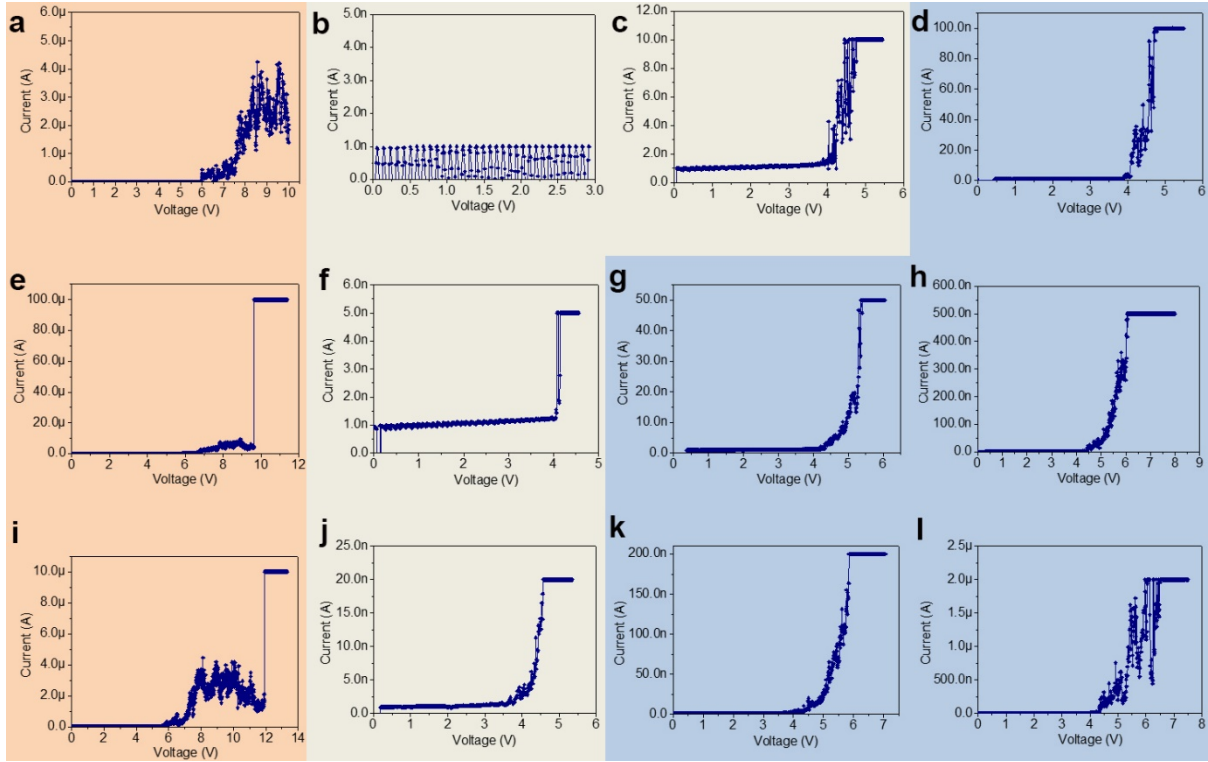 a
6.0µ
5.0µ
4.0µ
3.0µ
2.0µ
1.0µ
0.0
Current (A)
0 1 2 3 4 5 6 7 8 9 10
Voltage (V)
b
5.0n
4.0n
3.0n
2.0n
1.0n
0.0
Current (A)
0.0 0.5 1.0 1.5 2.0 2.5 3.0
Voltage (V)
c
12.0n
10.0n
8.0n
6.0n
4.0n
2.0n
0.0
Current (A)
0 1 2 3 4 5 6
Voltage (V)
d
100.0n
80.0n
60.0n
40.0n
20.0n
0.0
Current (A)
0 1 2 3 4 5 6
Voltage (V)
e
100.0µ
80.0µ
60.0µ
40.0µ
20.0µ
0.0
Current (A)
0 2 4 6 8 10 12
Voltage (V)
f
6.0n
5.0n
4.0n
3.0n
2.0n
1.0n
0.0
Current (A)
0 1 2 3 4 5
Voltage (V)
g
50.0n
40.0n
30.0n
20.0n
10.0n
0.0
Current (A)
0 1 2 3 4 5 6
Voltage (V)
h
600.0n
500.0n
400.0n
300.0n
200.0n
100.0n
0.0
Current (A)
0 1 2 3 4 5 6 7 8 9
Voltage (V)
i
10.0µ
8.0µ
6.0µ
4.0µ
2.0µ
0.0
Current (A)
0 2 4 6 8 10 12 14
Voltage (V)
j
25.0n
20.0n
15.0n
10.0n
5.0n
0.0
Current (A)
0 1 2 3 4 5 6
Voltage (V)
k
200.0n
150.0n
100.0n
50.0n
0.0
Current (A)
0 1 2 3 4 5 6 7
Voltage (V)
l
2.5µ
2.0µ
1.5µ
1.0µ
500.0n
0.0
Current (A)
0 1 2 3 4 5 6 7 8
Voltage (V)